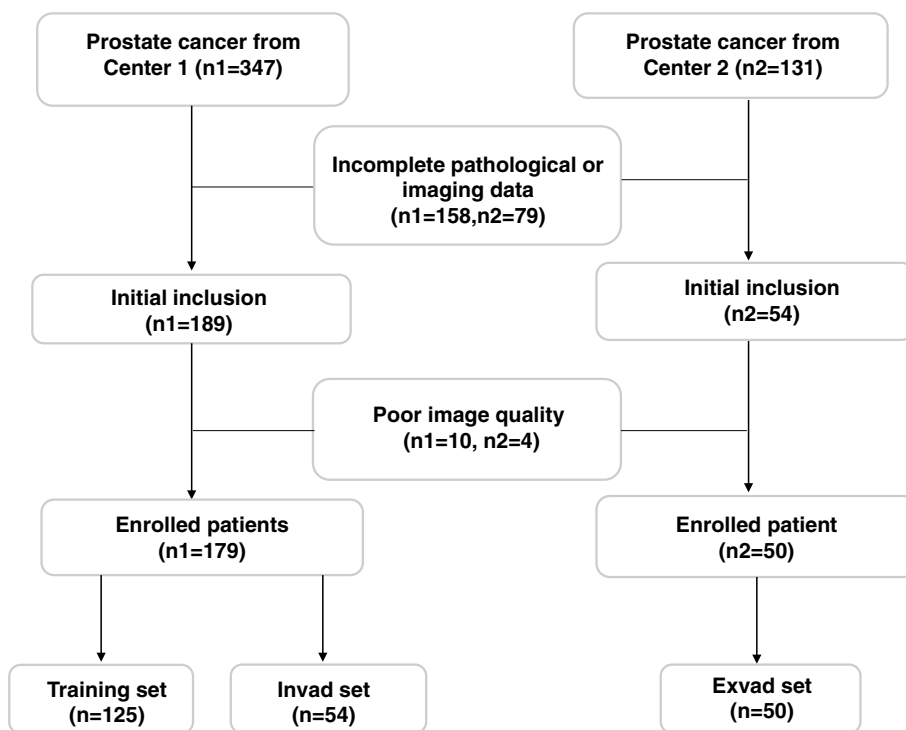 Prostate cancer from
Center 1 (n1=347)
Prostate cancer from
Center 2 (n2=131)
Incomplete pathological or
imaging data
(n1=158,n2=79)
Initial inclusion
(n1=189)
Initial inclusion
(n2=54)
Poor image quality
(n1=10, n2=4)
Enrolled patients
(n1=179)
Enrolled patient
(n2=50)
Training set
(n=125)
Invad set
(n=54)
Exvad set
(n=50)